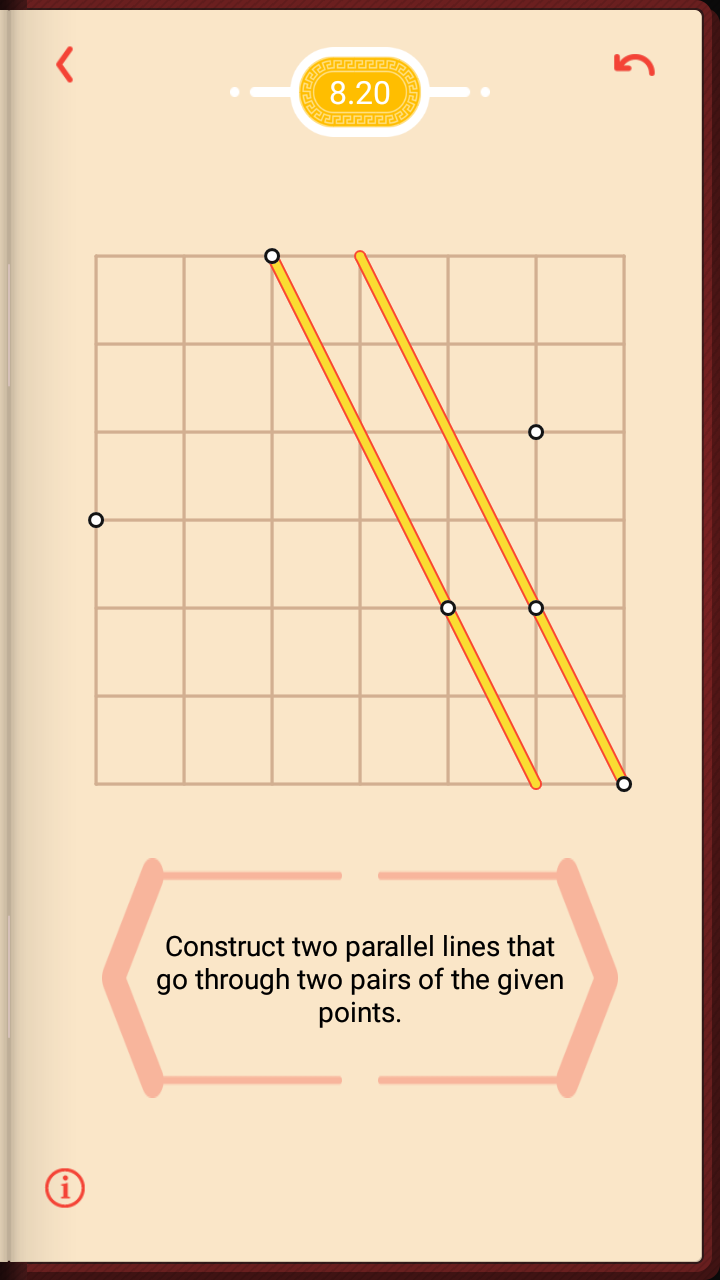 8.20
Construct two parallel lines that
go through two pairs of the given
points.
i